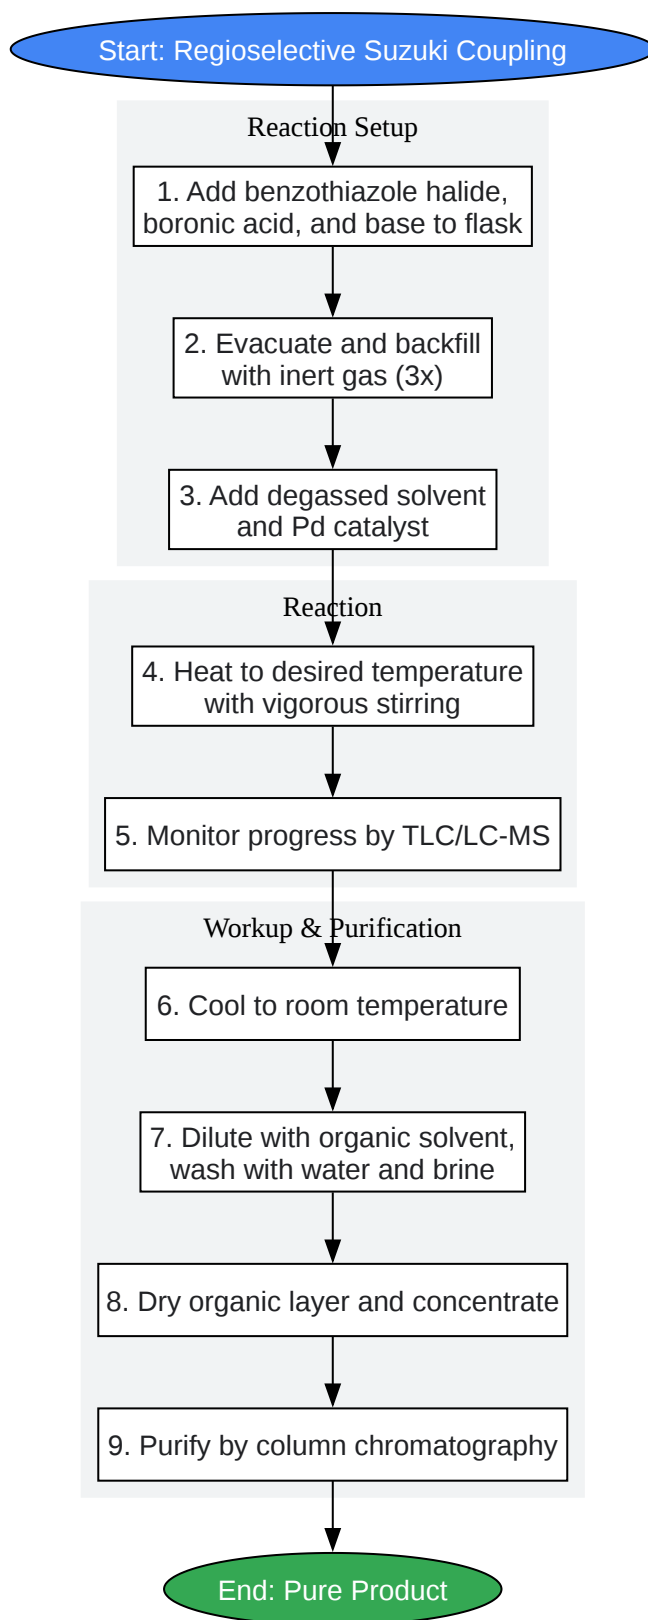 Start: Regioselective Suzuki Coupling
Reaction Setup
1. Add benzothiazole halide,
boronic acid, and base to flask
2. Evacuate and backfill
with inert gas (3x)
3. Add degassed solvent
and Pd catalyst
Reaction
4. Heat to desired temperature
with vigorous stirring
5. Monitor progress by TLC/LC-MS
Workup & Purification
6. Cool to room temperature
7. Dilute with organic solvent,
wash with water and brine
8. Dry organic layer and concentrate
9. Purify by column chromatography
End: Pure Product